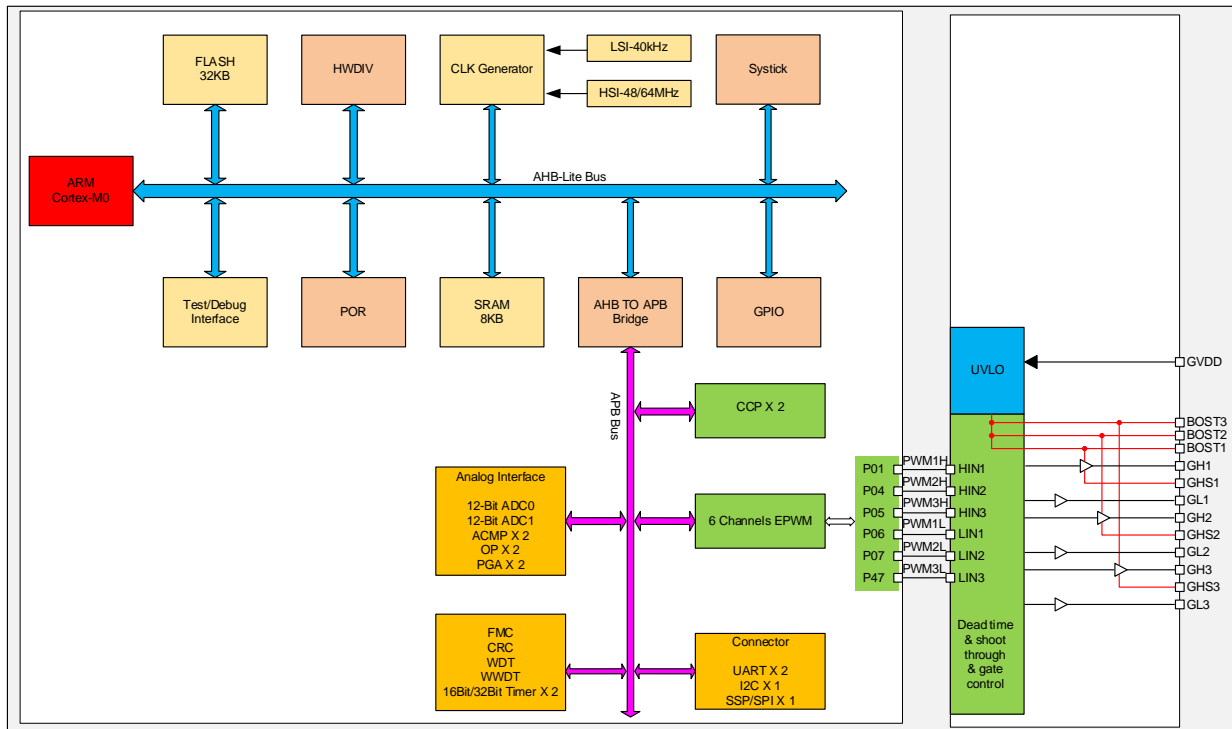 FLASH
32KB
HWDIV
CLK Generator
LSI-40kHz
HSI-48/64MHz
Systick
ARM
Cortex-M0
AHB-Lite Bus
Test/Debug
Interface
POR
SRAM
8KB
AHB TO APB
Bridge
GPIO
APB Bus
CCP X 2
Analog Interface
12-Bit ADC0
12-Bit ADC1
ACMP X 2
OP X 2
PGA X 2
6 Channels EPWM
FMC
CRC
WDT
WWDT
16Bit/32Bit Timer X 2
Connector
UART X 2
I2C X 1
SSP/SPI X 1
P01
P04
P05
P06
P07
P47
PWM1H
PWM2H
PWM3H
PWM1L
PWM2L
PWM3L
UVLO
HIN1
HIN2
HIN3
LIN1
LIN2
LIN3
Dead time
& shoot
through
& gate
control
GVDD
BOST3
BOST2
BOST1
GH1
GHS1
GL1
GH2
GHS2
GL2
GH3
GHS3
GL3